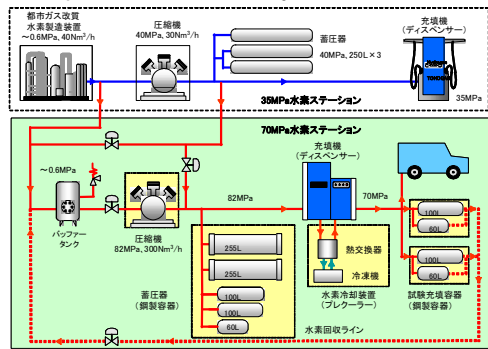 都市ガス改質
水素製造装置
～0.6MPa, 40Nm³/h
圧縮機
40MPa, 30Nm³/h
蓄圧器
40MPa, 250L×3
充填機
(ディスペンサー)
35MPa
35MPa水素ステーション
70MPa水素ステーション
～0.6MPa
バッファー
タンク
圧縮機
82MPa, 300Nm³/h
82MPa
255L
255L
100L
100L
60L
蓄圧器
(鋼製容器)
充填機
(ディスペンサー)
70MPa
熱交換器
冷凍機
水素冷却装置
(プレクーラー)
100L
60L
100L
60L
試験充填容器
(鋼製容器)
水素回収ライン